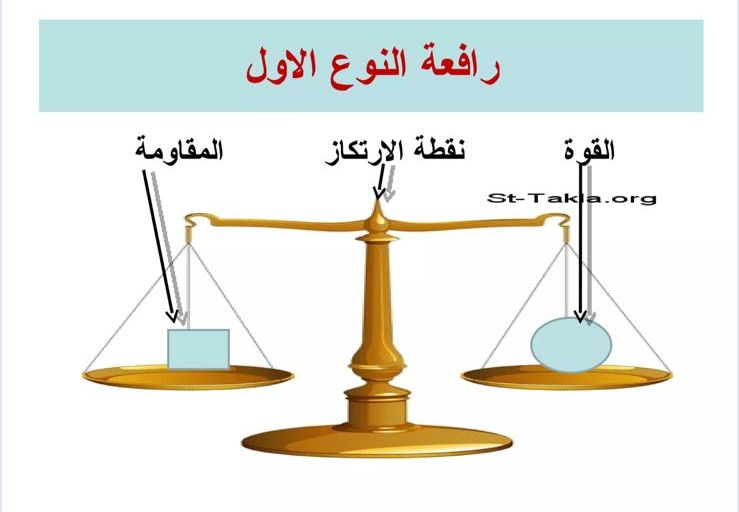 رافعة النوع الاول
القوة
نقطة الارتكاز
المقاومة
St-Takla.org